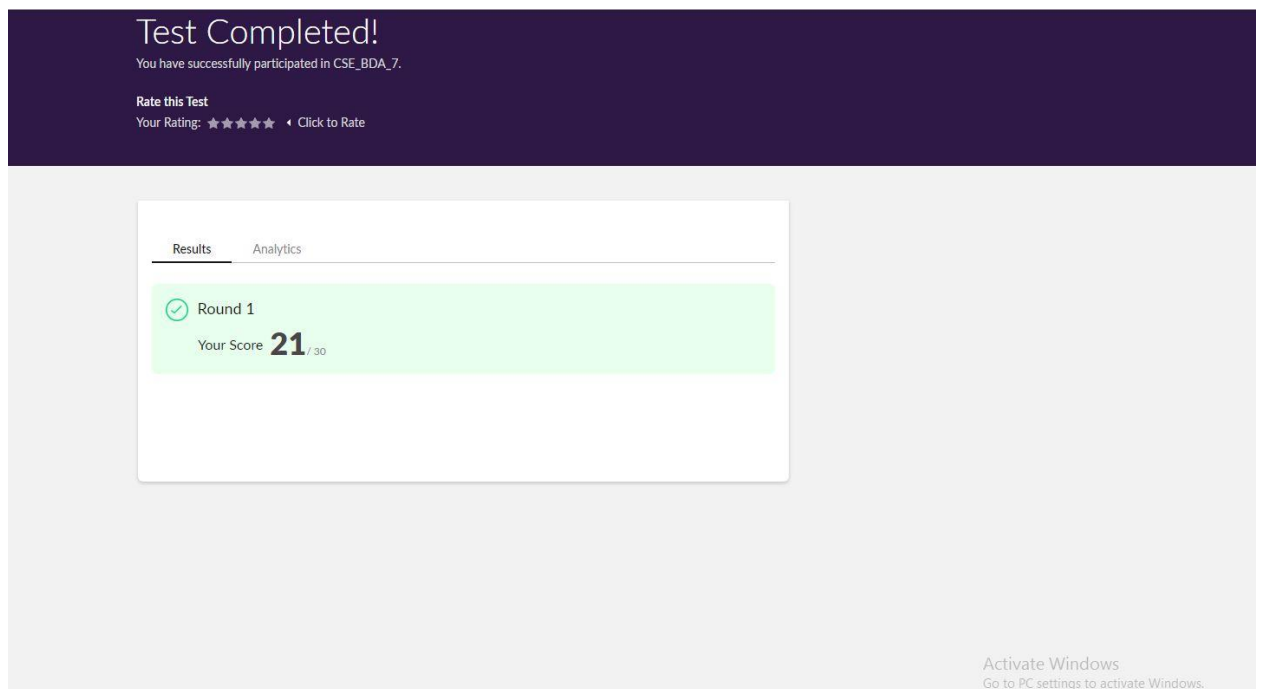 Test Completed!
You have successfully participated in CSE_BDA_7.
Rate this Test
Your Rating: Click to Rate
Results Analytics
Round 1
Your Score 21 / 30
Activate Windows
Go to PC settings to activate Windows.